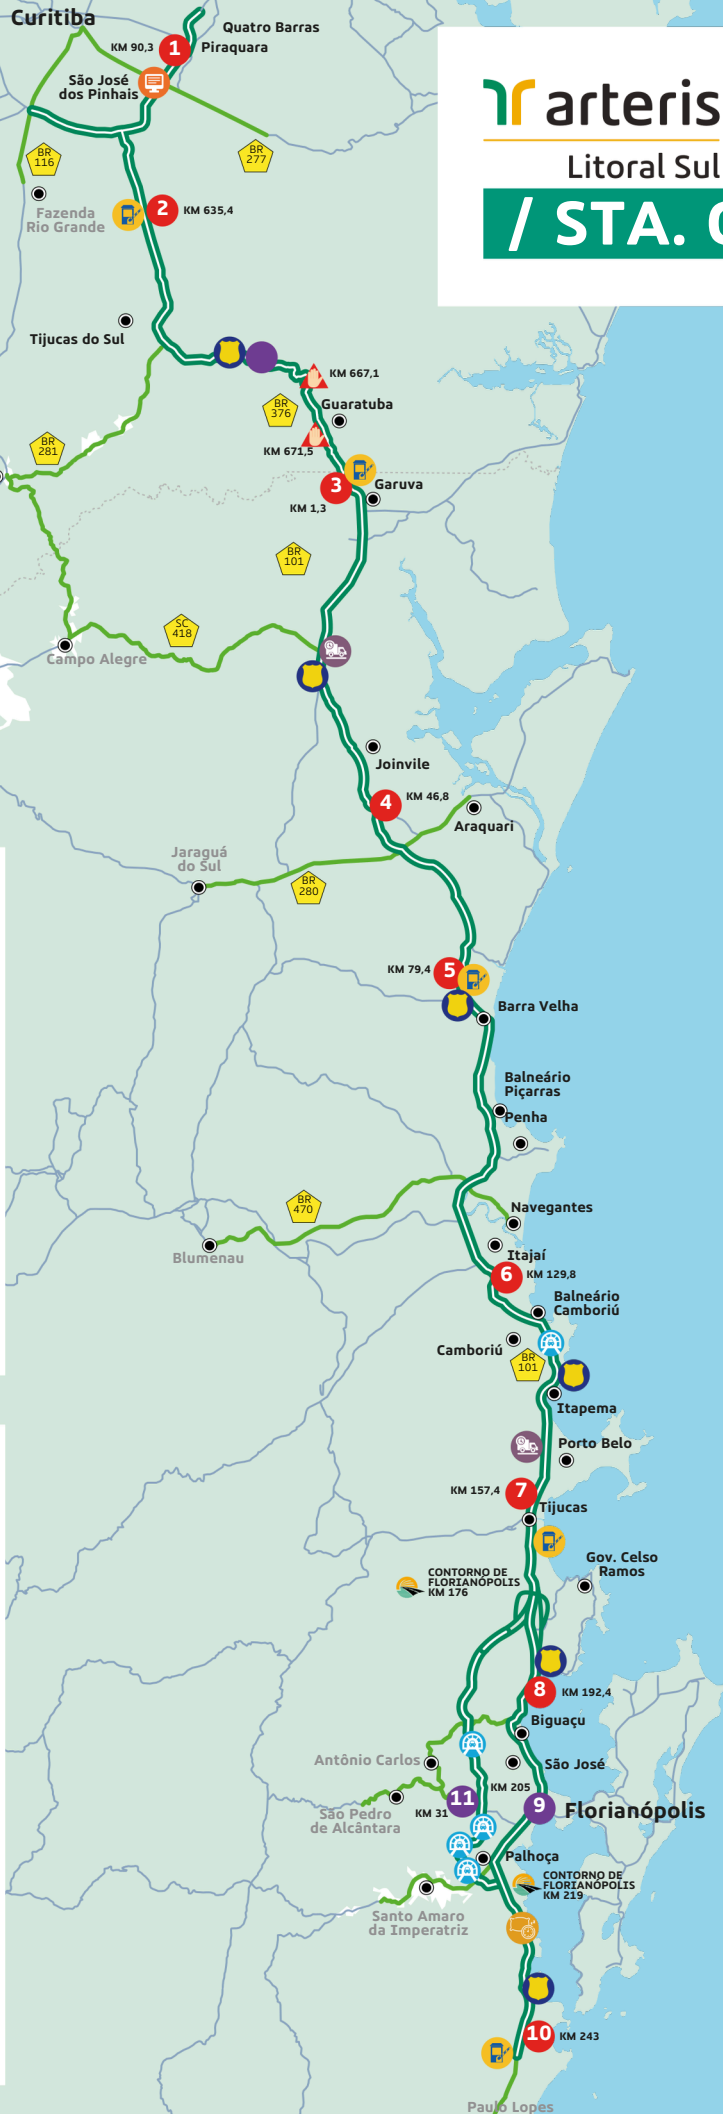 Curitiba
Quatro Barras
KM 90,3
1
Piraquara
São José
dos Pinhais
arteris
Litoral Sul
/ STA.
BR
116
BR
277
Fazenda
Rio Grande
2
KM 635,4
Tijucas do Sul
KM 667,1
BR
376
Guaratuba
BR
281
KM 671,5
3
Garuva
KM 1,3
BR
101
SC
418
Campo Alegre
Joinvile
4
KM 46,8
Araquari
Jaraguá
do Sul
BR
280
KM 79,4
5
Barra Velha
Balneário
Piçarras
Penha
BR
470
Navegantes
Blumenau
Itajaí
6
KM 129,8
Balneário
Camboriú
Camboriú
BR
101
Itapema
Porto Belo
KM 157,4
7
Tijucas
Gov. Celso
Ramos
CONTORNO DE
FLORIANÓPOLIS
KM 176
8
KM 192,4
Biguaçu
Antônio Carlos
São José
KM 205
São Pedro
de Alcântara
KM 31
11
9
Florianópolis
Palhoça
CONTORNO DE
FLORIANÓPOLIS
KM 219
Santo Amaro
da Imperatriz
10
KM 243
Paulo Lopes